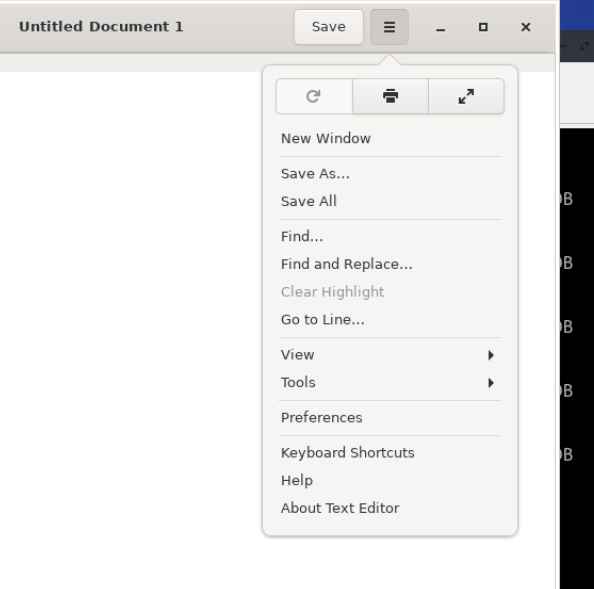 Untitled Document 1
Save
New Window
Save As...
Save All
Find...
Find and Replace...
Clear Highlight
Go to Line...
View
Tools
Preferences
Keyboard Shortcuts
Help
About Text Editor